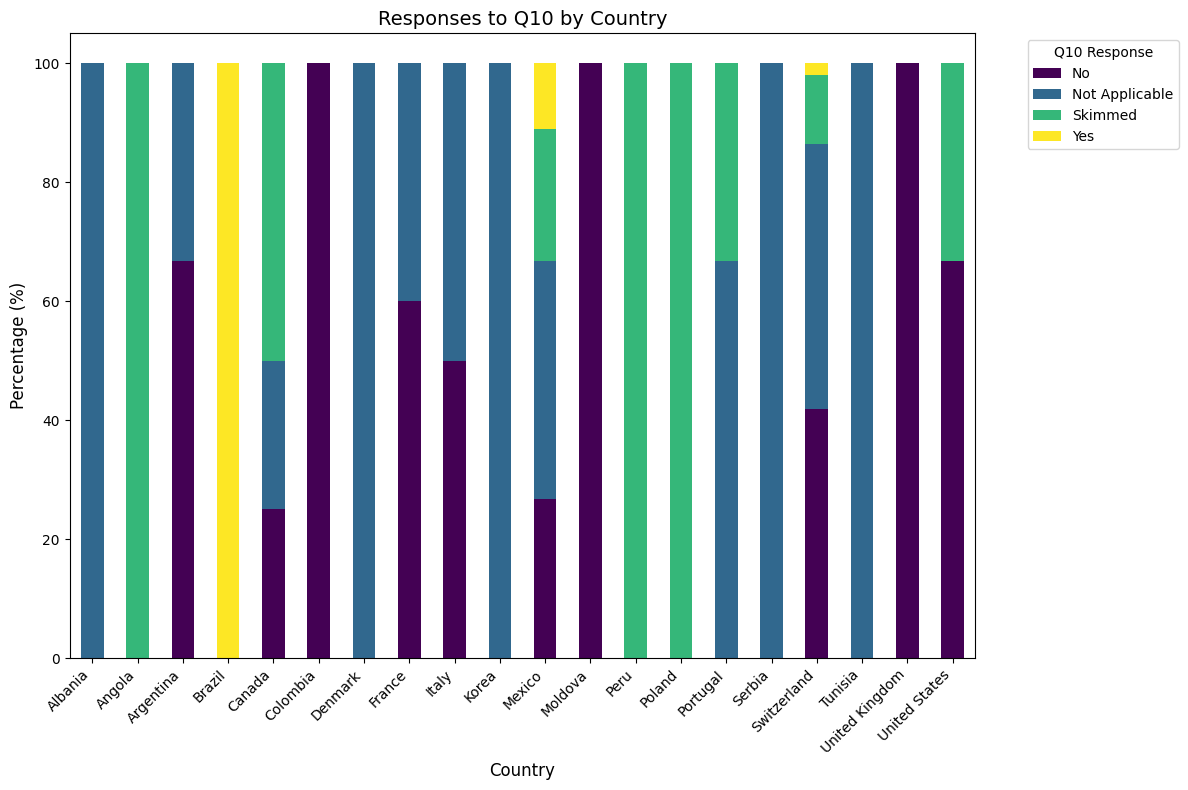 Responses to Q10 by Country
Q10 Response
No
Not Applicable
Skimmed
Yes
Percentage (%)
100
80
60
40
20
0
Albania
Angola
Argentina
Brazil
Canada
Colombia
Denmark
France
Italy
Korea
Mexico
Moldova
Peru
Poland
Portugal
Serbia
Switzerland
Tunisia
United Kingdom
United States
Country